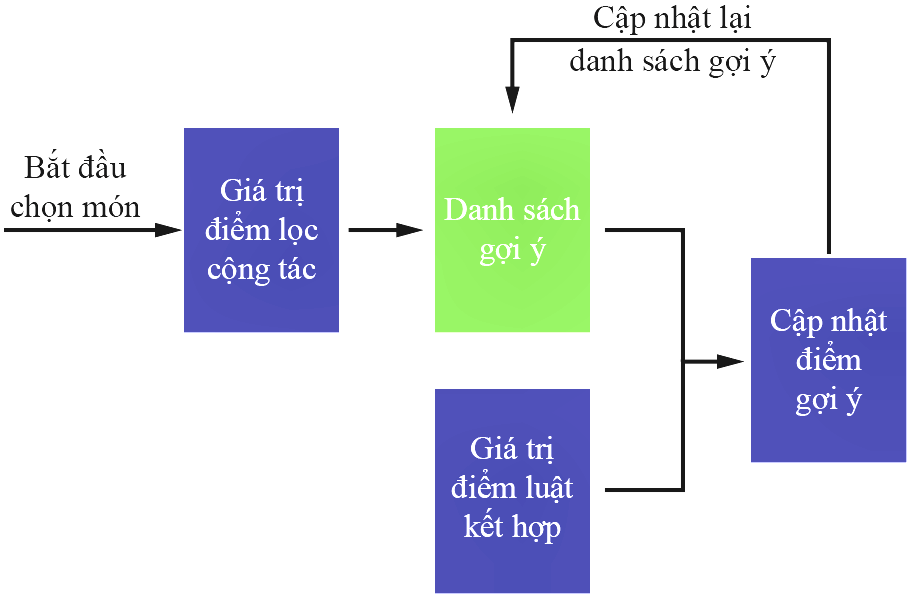 Cập nhật lại
danh sách gợi ý
Bắt đầu
chọn món
Giá trị
điểm lọc
cộng tác
Danh sách
gợi ý
Cập nhật
điểm
gợi ý
Giá trị
điểm luật
kết hợp